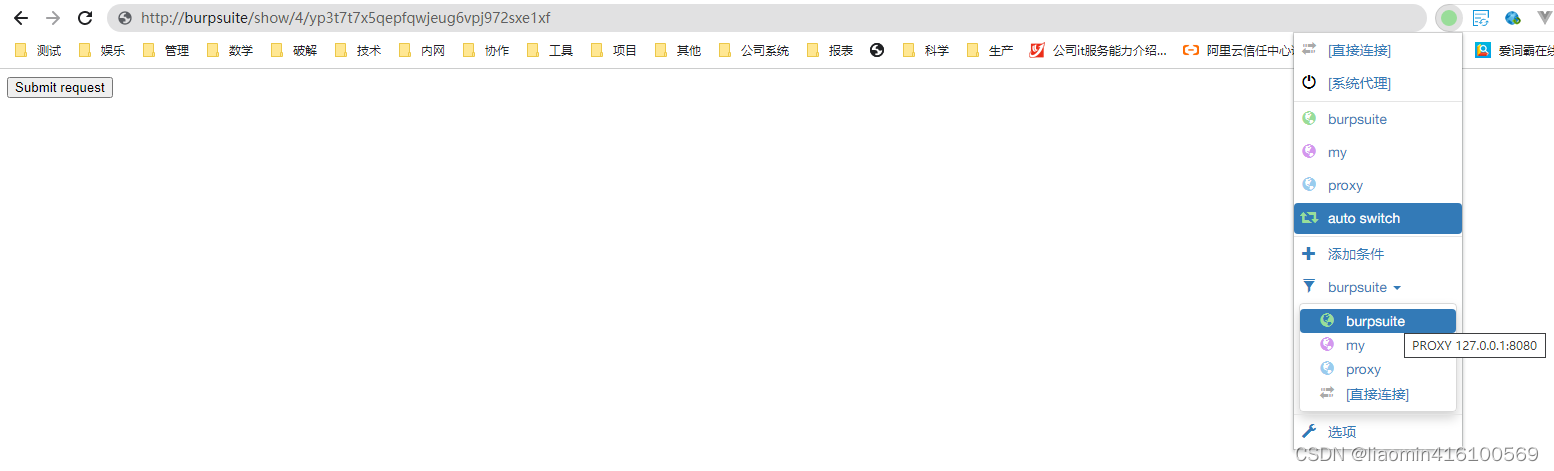 http://burpsuite/show/4/yp3t7t7x5qepfqwjeug6vpj972sxe1xf
测试 娱乐 管理 数学 破解 技术 内网 协作 工具 项目 其他 公司系统 报表 科学 生产 公司it服务能力介绍... 阿里云信任中心 爱词霸在线
Submit request
[直接连接]
[系统代理]
burpsuite
my
proxy
auto switch
添加条件
burpsuite
burpsuite
PROXY 127.0.0.1:8080
my
proxy
[直接连接]
选项
CSDN @liaomin416100569